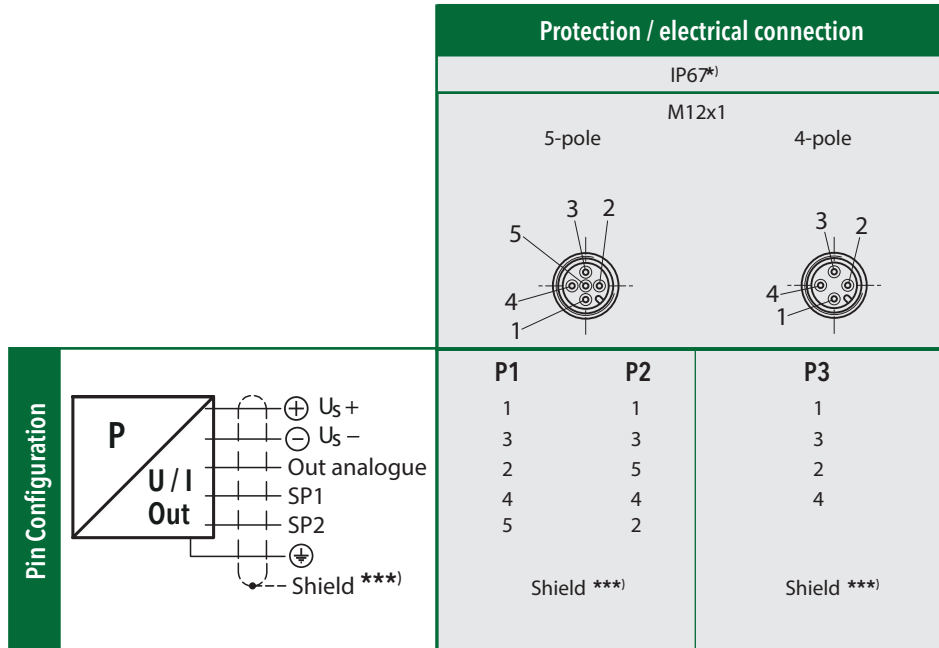 Protection / electrical connection
IP67*)
M12x1
5-pole 4-pole
3 2
5
4
1
3 2
4
1
Pin Configuration
P
U / I
Out
Us +
Us −
Out analogue
SP1
SP2
Shield ***)
P1 P2 P3
1 1 1
3 3 3
2 5 2
4 4 4
5 2
Shield ***) Shield ***)